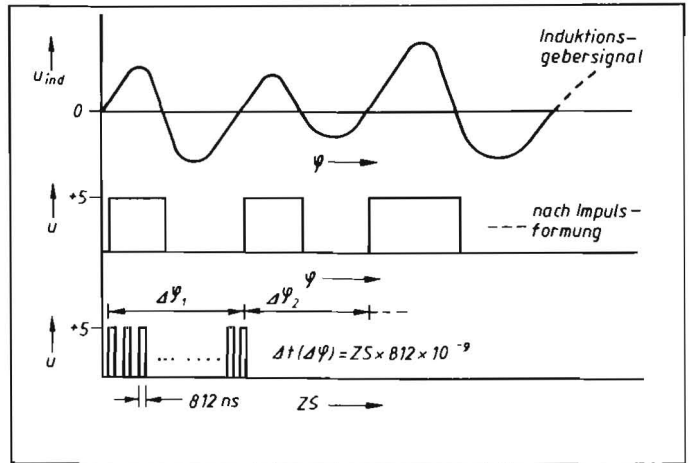 Induktions-
gebersignal
u_ind
0
φ
+5
u
nach Impuls-
formung
φ
Δφ₁
Δφ₂
+5
u
... .....
Δt(Δφ) = ZS × 812 × 10⁻⁹
812 ns
ZS